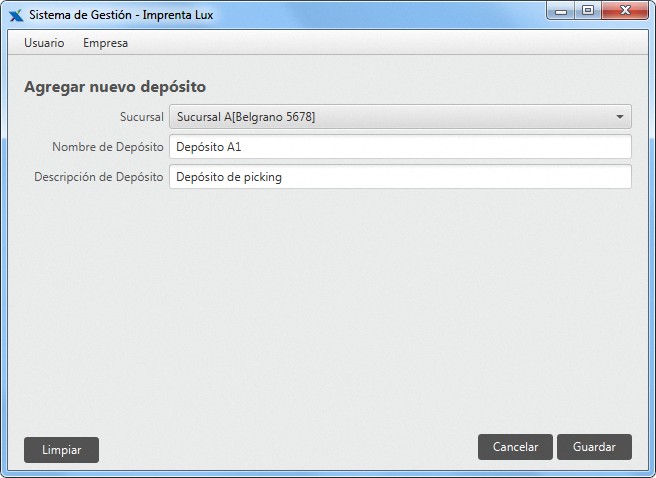 Sistema de Gestión - Imprenta Lux
Usuario Empresa
Agregar nuevo depósito
Sucursal Sucursal A[Belgrano 5678]
Nombre de Depósito Depósito A1
Descripción de Depósito Depósito de picking
Limpiar Cancelar Guardar